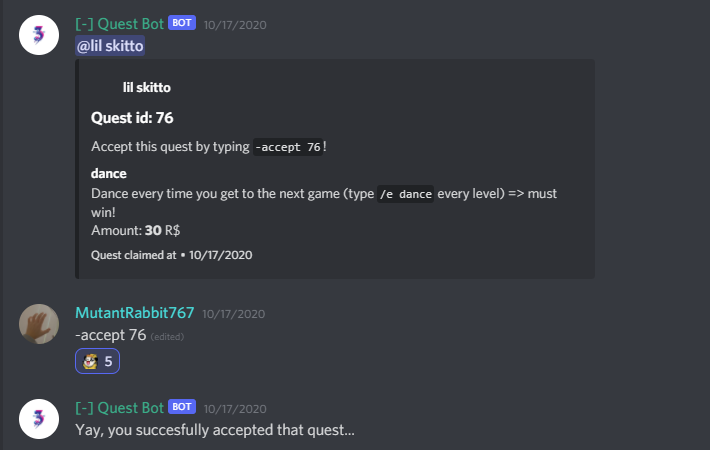 [-] Quest Bot BOT 10/17/2020
@lil skitto
lil skitto
Quest id: 76
Accept this quest by typing -accept 76!
dance
Dance every time you get to the next game (type /e dance every level) => must
win!
Amount: 30 R$
Quest claimed at • 10/17/2020
MutantRabbit767 10/17/2020
-accept 76 (edited)
5
[-] Quest Bot BOT 10/17/2020
Yay, you succesfully accepted that quest...